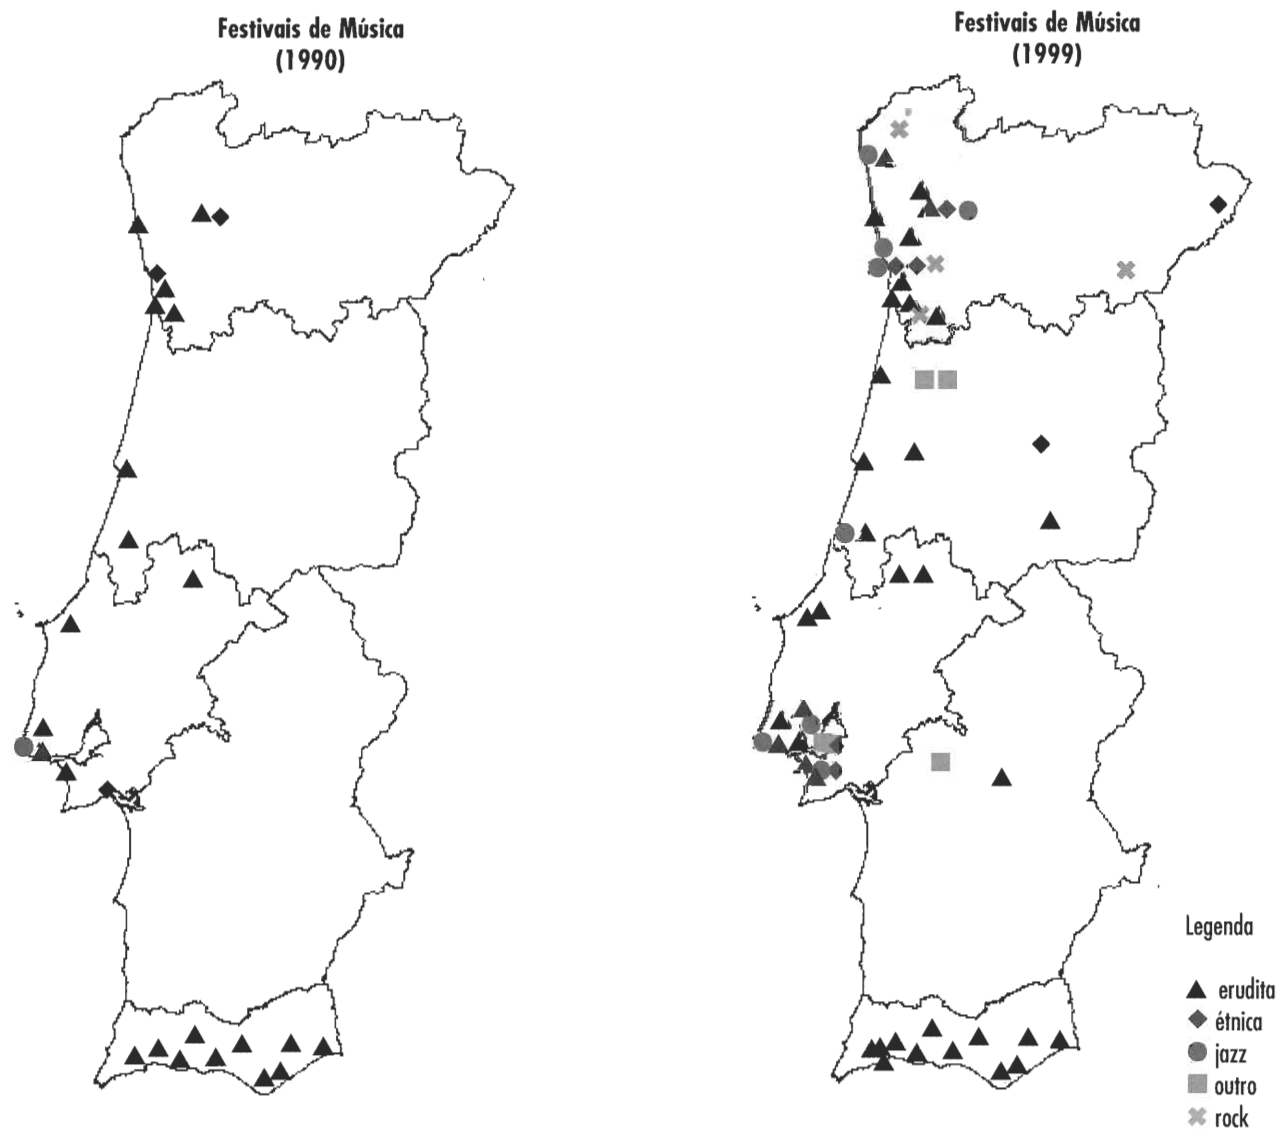 Festivais de Música
(1990)
Festivais de Música
(1999)
Legenda
erudita
étnica
jazz
outro
rock